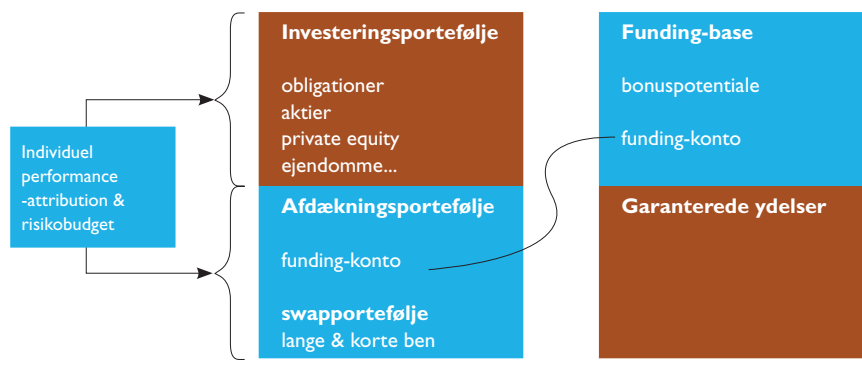 Individuel
performance
-attribution &
risikobudget
Investeringsportefølje
obligationer
aktier
private equity
ejendomme...
Afdækningsportefølje
funding-konto
swapportefølje
lange & korte ben
Funding-base
bonuspotentiale
funding-konto
Garanterede ydelser